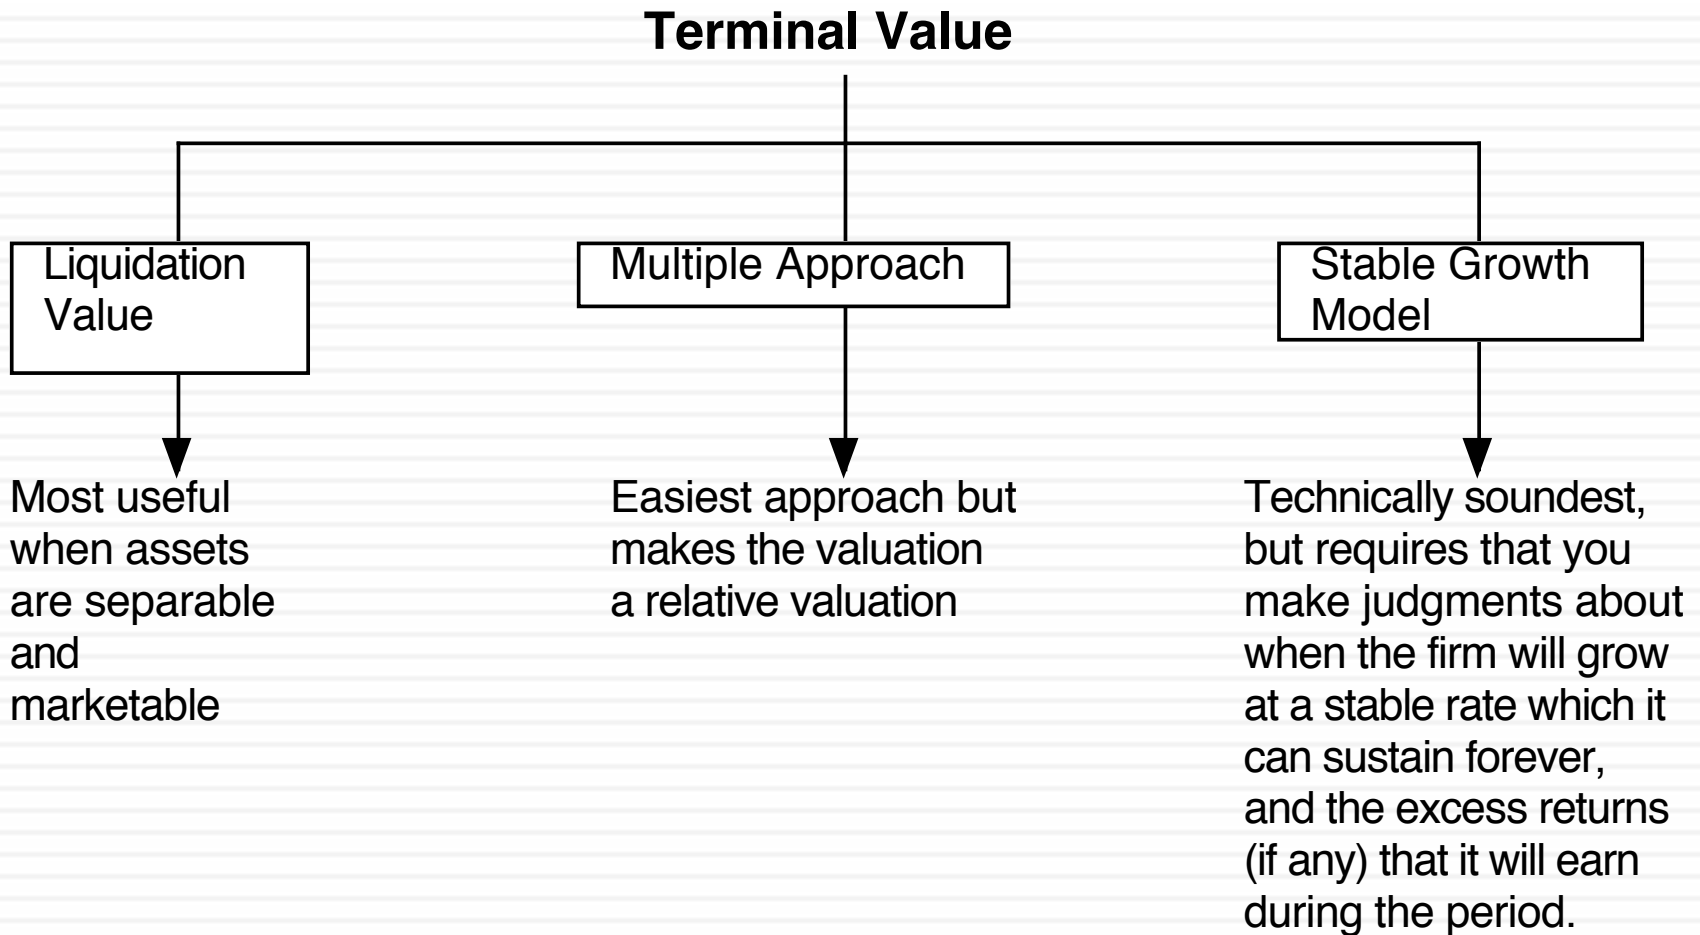 Terminal Value
Liquidation
Value
Multiple Approach
Stable Growth
Model
Most useful
when assets
are separable
and
marketable
Easiest approach but
makes the valuation
a relative valuation
Technically soundest,
but requires that you
make judgments about
when the firm will grow
at a stable rate which it
can sustain forever,
and the excess returns
(if any) that it will earn
during the period.